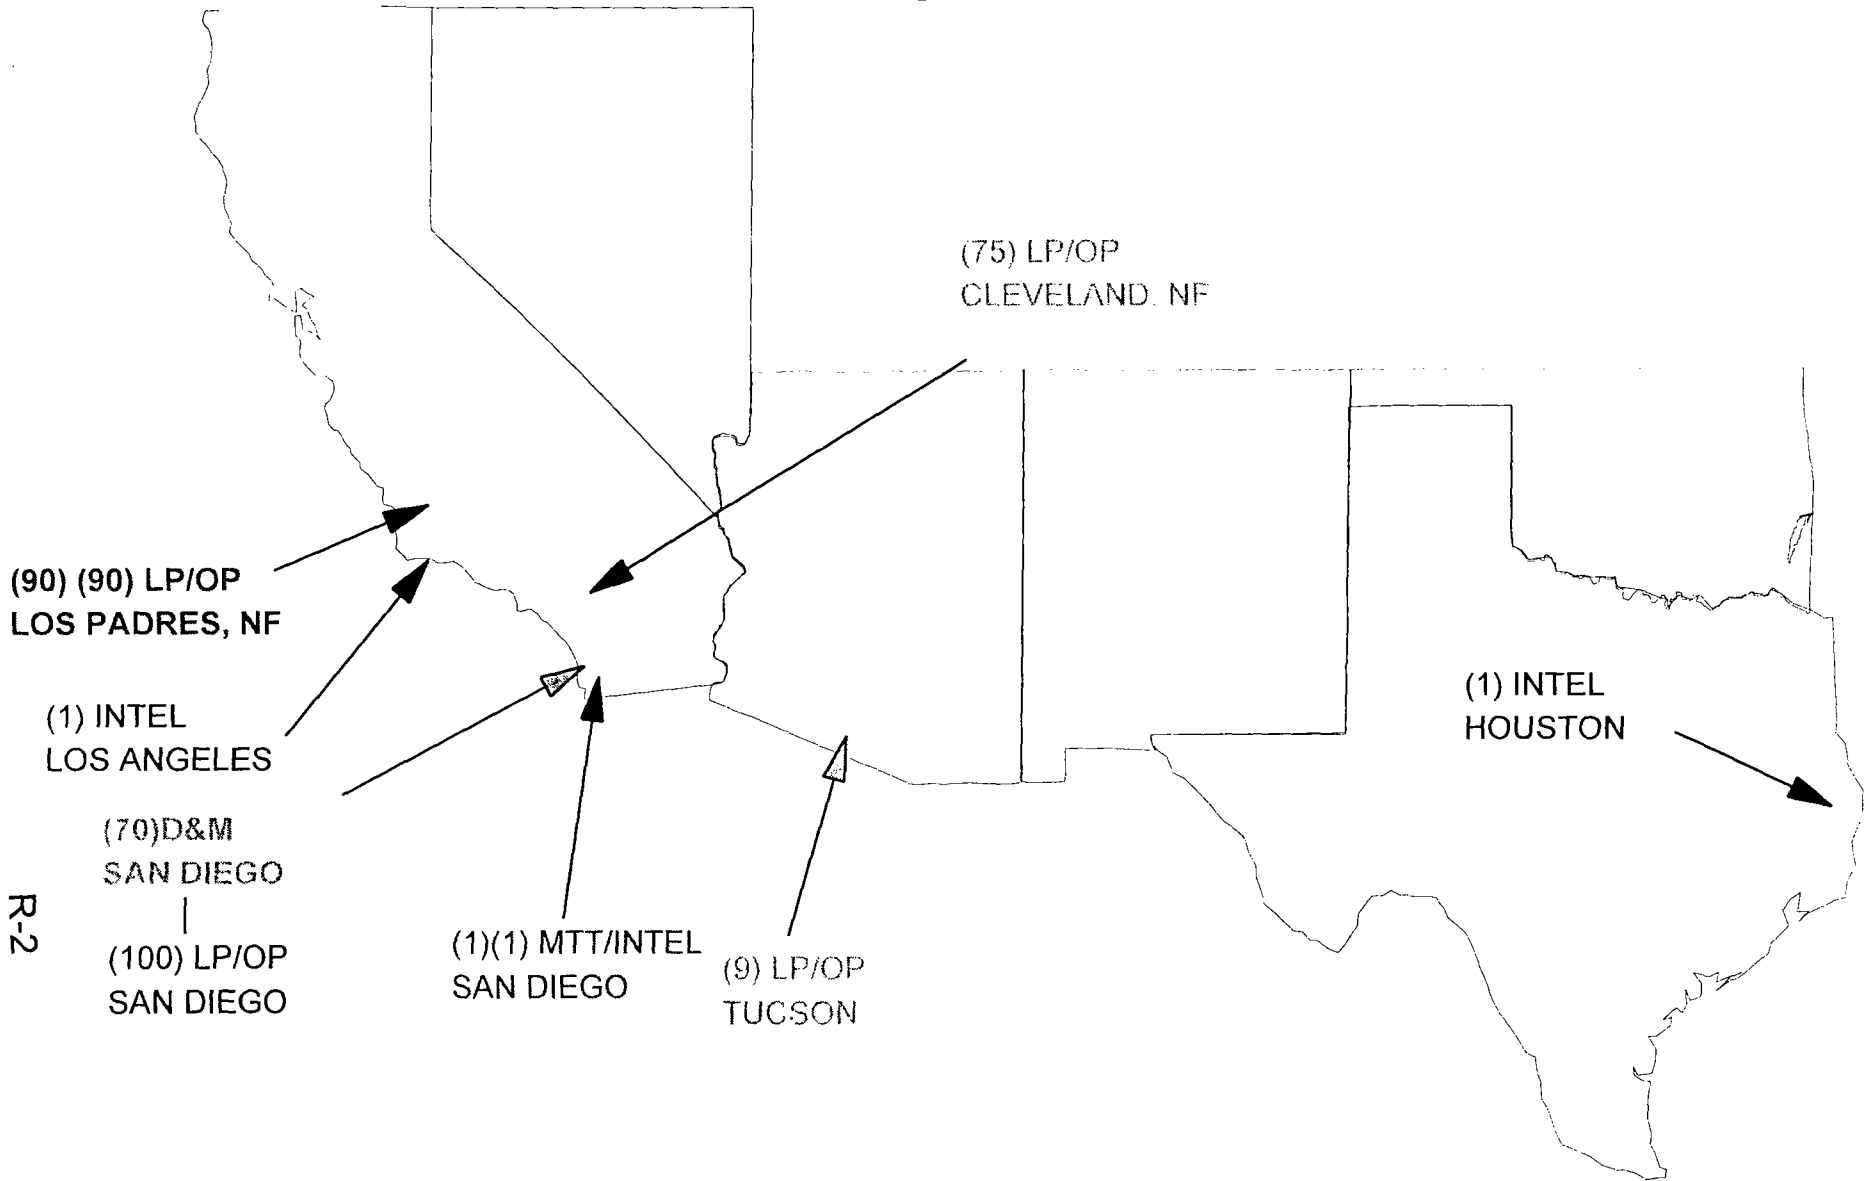 (75) LP/OP
CLEVELAND. NF
(90) (90) LP/OP
LOS PADRES, NF
(1) INTEL
LOS ANGELES
(70)D&M
SAN DIEGO
(100) LP/OP
SAN DIEGO
(1)(1) MTT/INTEL
SAN DIEGO
(9) LP/OP
TUCSON
(1) INTEL
HOUSTON
R-2